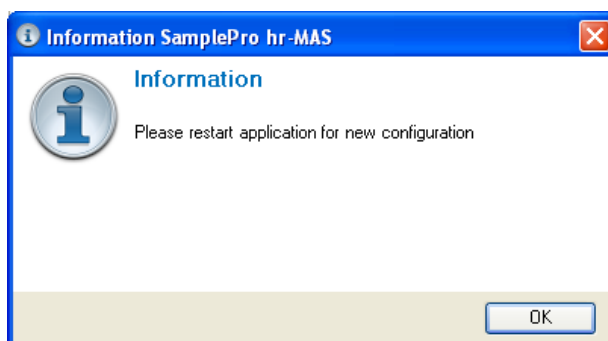 Information SamplePro hr-MAS
Information
Please restart application for new configuration
OK